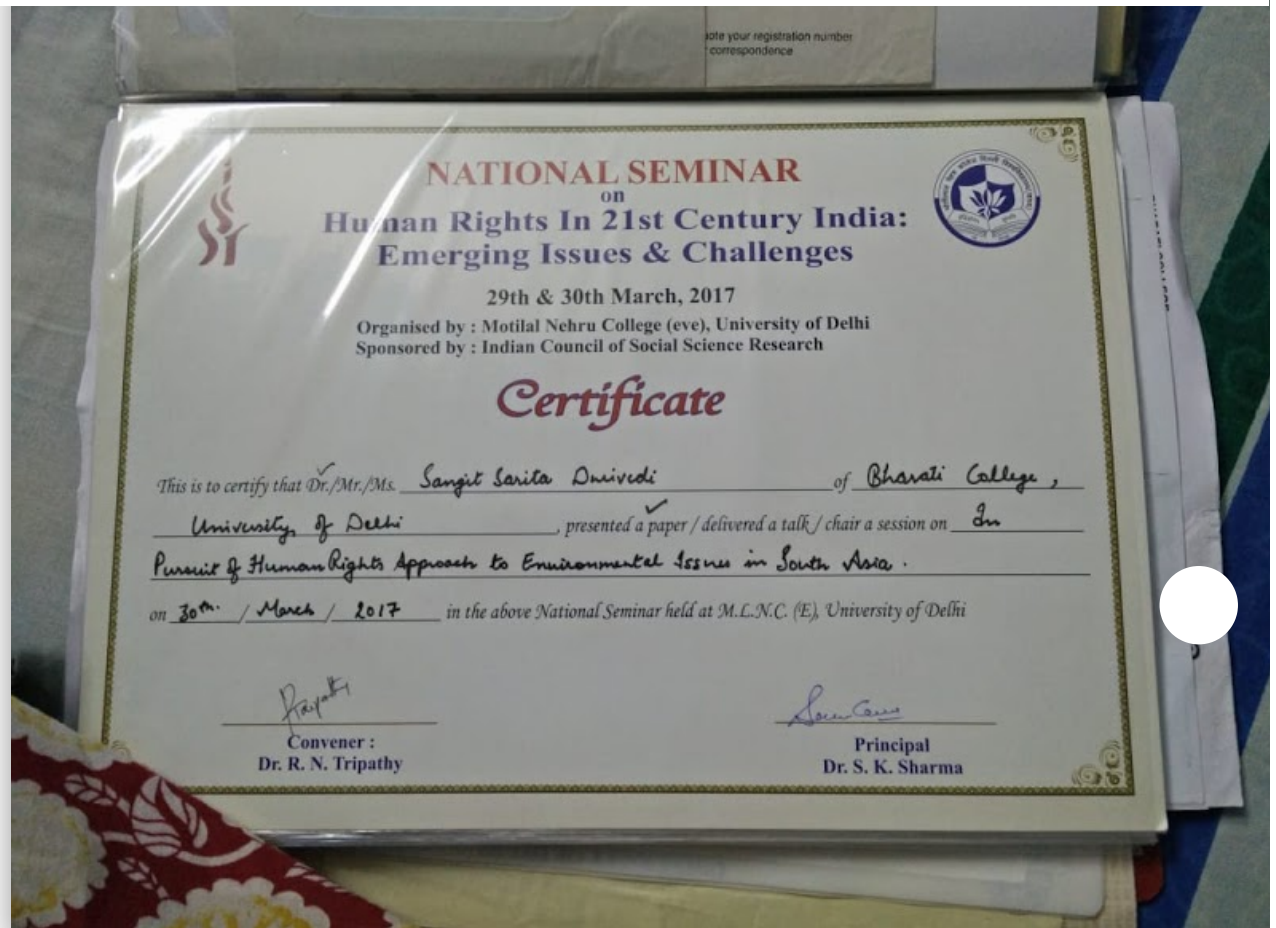 ote your registration number
correspondence
NATIONAL SEMINAR
on
Human Rights In 21st Century India:
Emerging Issues & Challenges
29th & 30th March, 2017
Organised by : Motilal Nehru College (eve), University of Delhi
Sponsored by : Indian Council of Social Science Research
Certificate
This is to certify that Dr./Mr./Ms. Sangit Sarita Dwivedi of Bharati College,
University of Delhi, presented a paper / delivered a talk / chair a session on In
Pursuit of Human Rights Approach to Environmental Issues in South Asia.
on 30th. / March / 2017 in the above National Seminar held at M.L.N.C. (E), University of Delhi
Convener :
Dr. R. N. Tripathy
Principal
Dr. S. K. Sharma